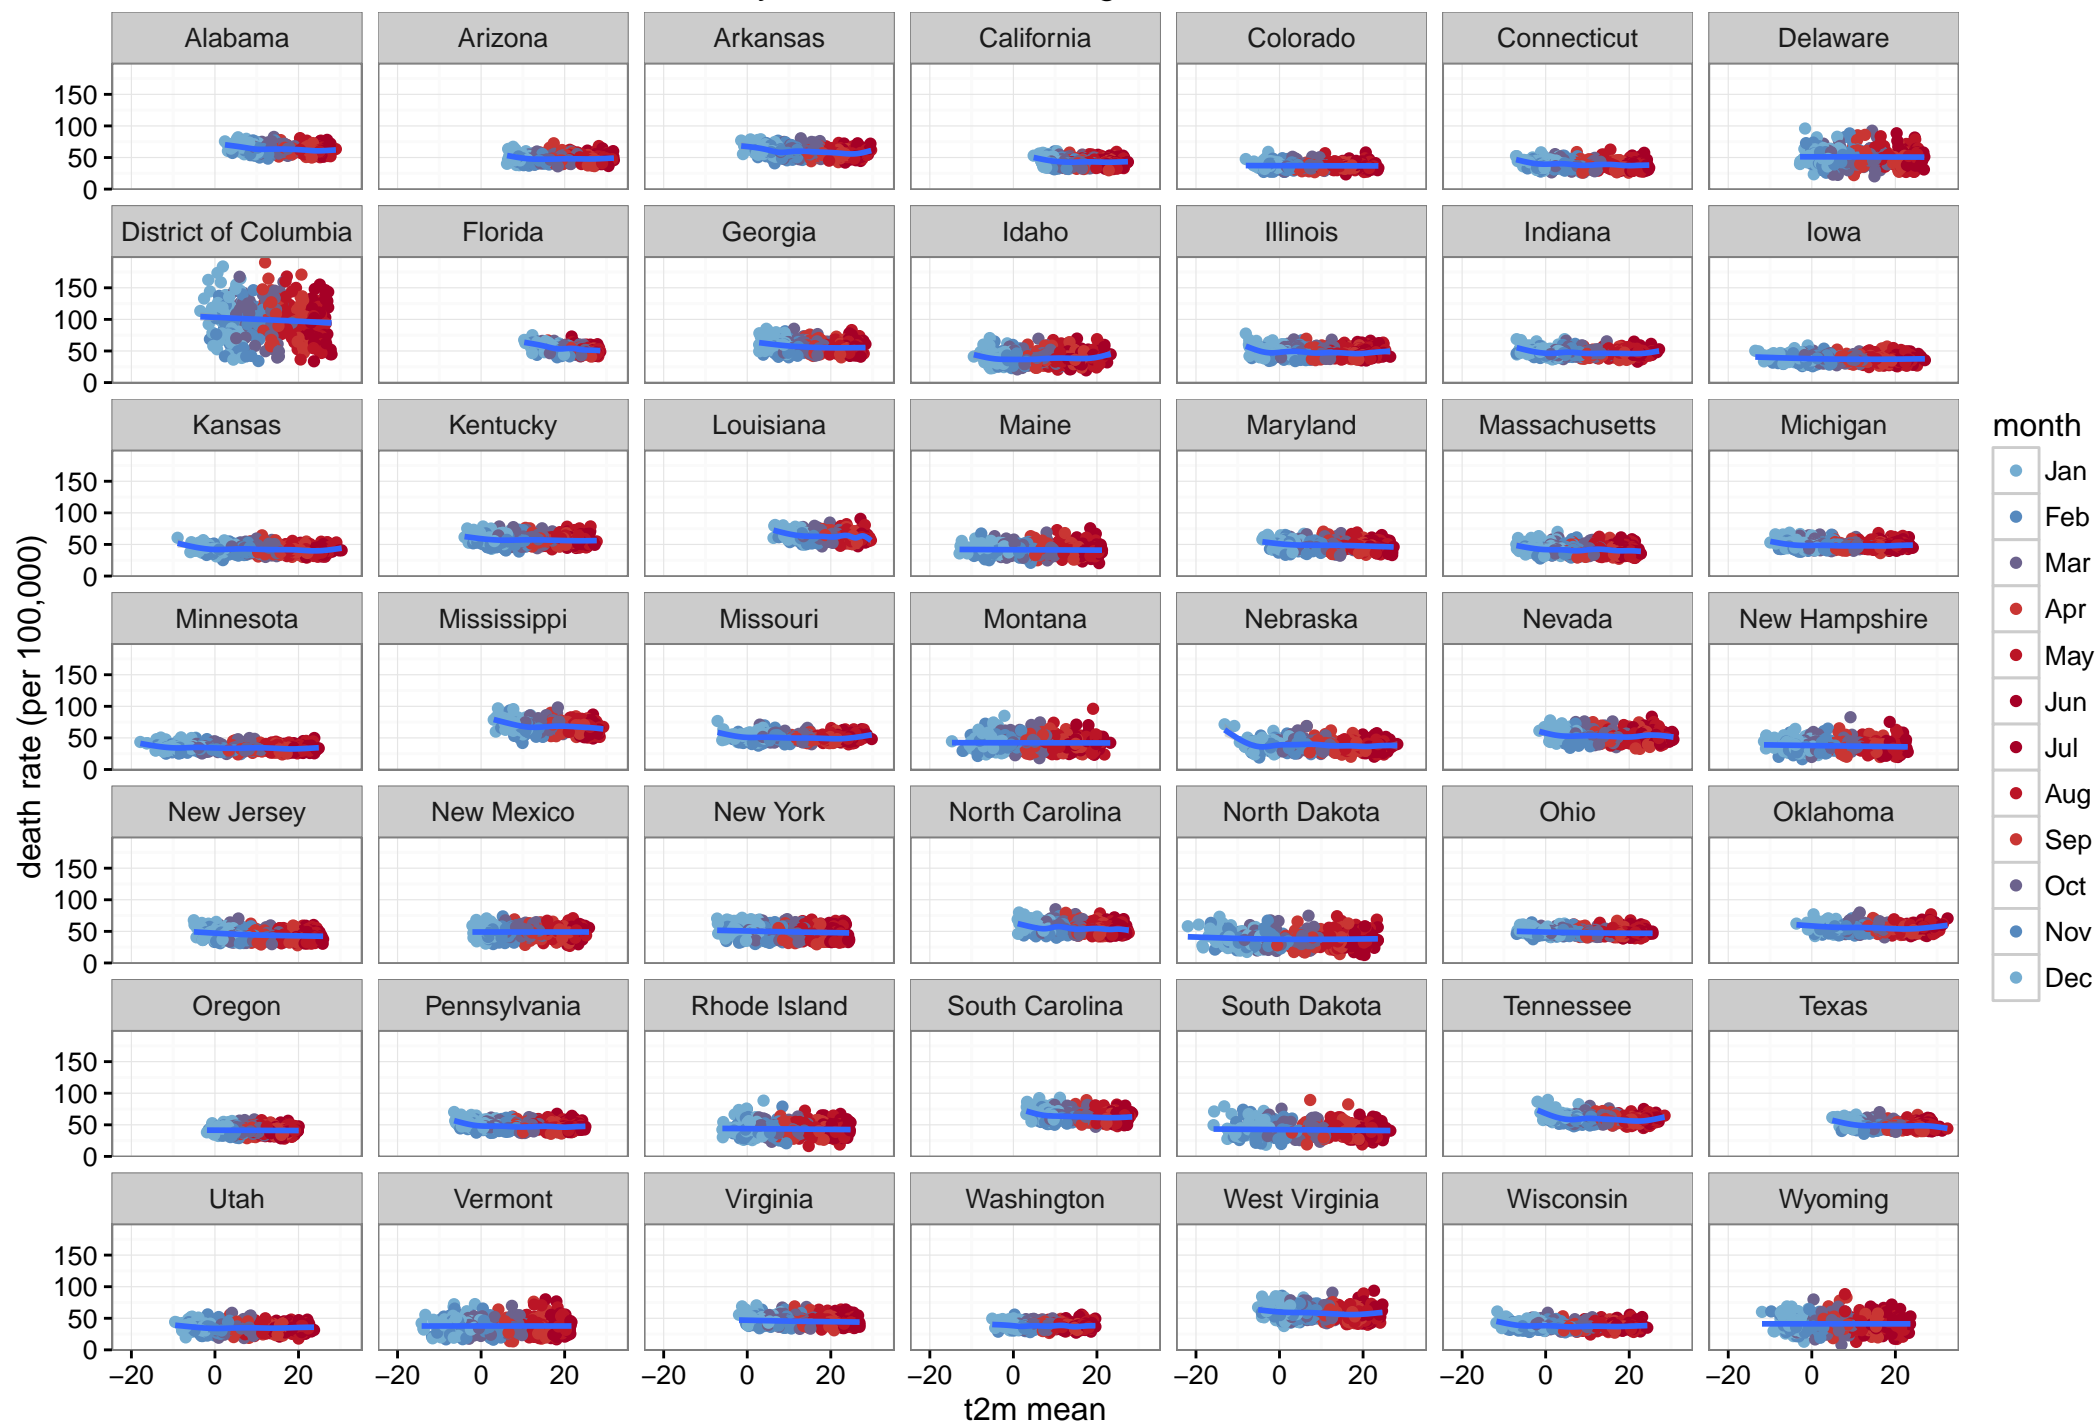 Alabama Arizona Arkansas California Colorado Connecticut Delaware
150
100
50
0
District of Columbia Florida Georgia Idaho Illinois Indiana Iowa
150
100
50
0
Kansas Kentucky Louisiana Maine Maryland Massachusetts Michigan
150
100
50
0
Minnesota Mississippi Missouri Montana Nebraska Nevada New Hampshire
150
100
50
0
New Jersey New Mexico New York North Carolina North Dakota Ohio Oklahoma
150
100
50
0
Oregon Pennsylvania Rhode Island South Carolina South Dakota Tennessee Texas
150
100
50
0
Utah Vermont Virginia Washington West Virginia Wisconsin Wyoming
150
100
50
0
−20 0 20 −20 0 20 −20 0 20 −20 0 20 −20 0 20 −20 0 20 −20 0 20
t2m mean
death rate (per 100,000)
month
Jan
Feb
Mar
Apr
May
Jun
Jul
Aug
Sep
Oct
Nov
Dec